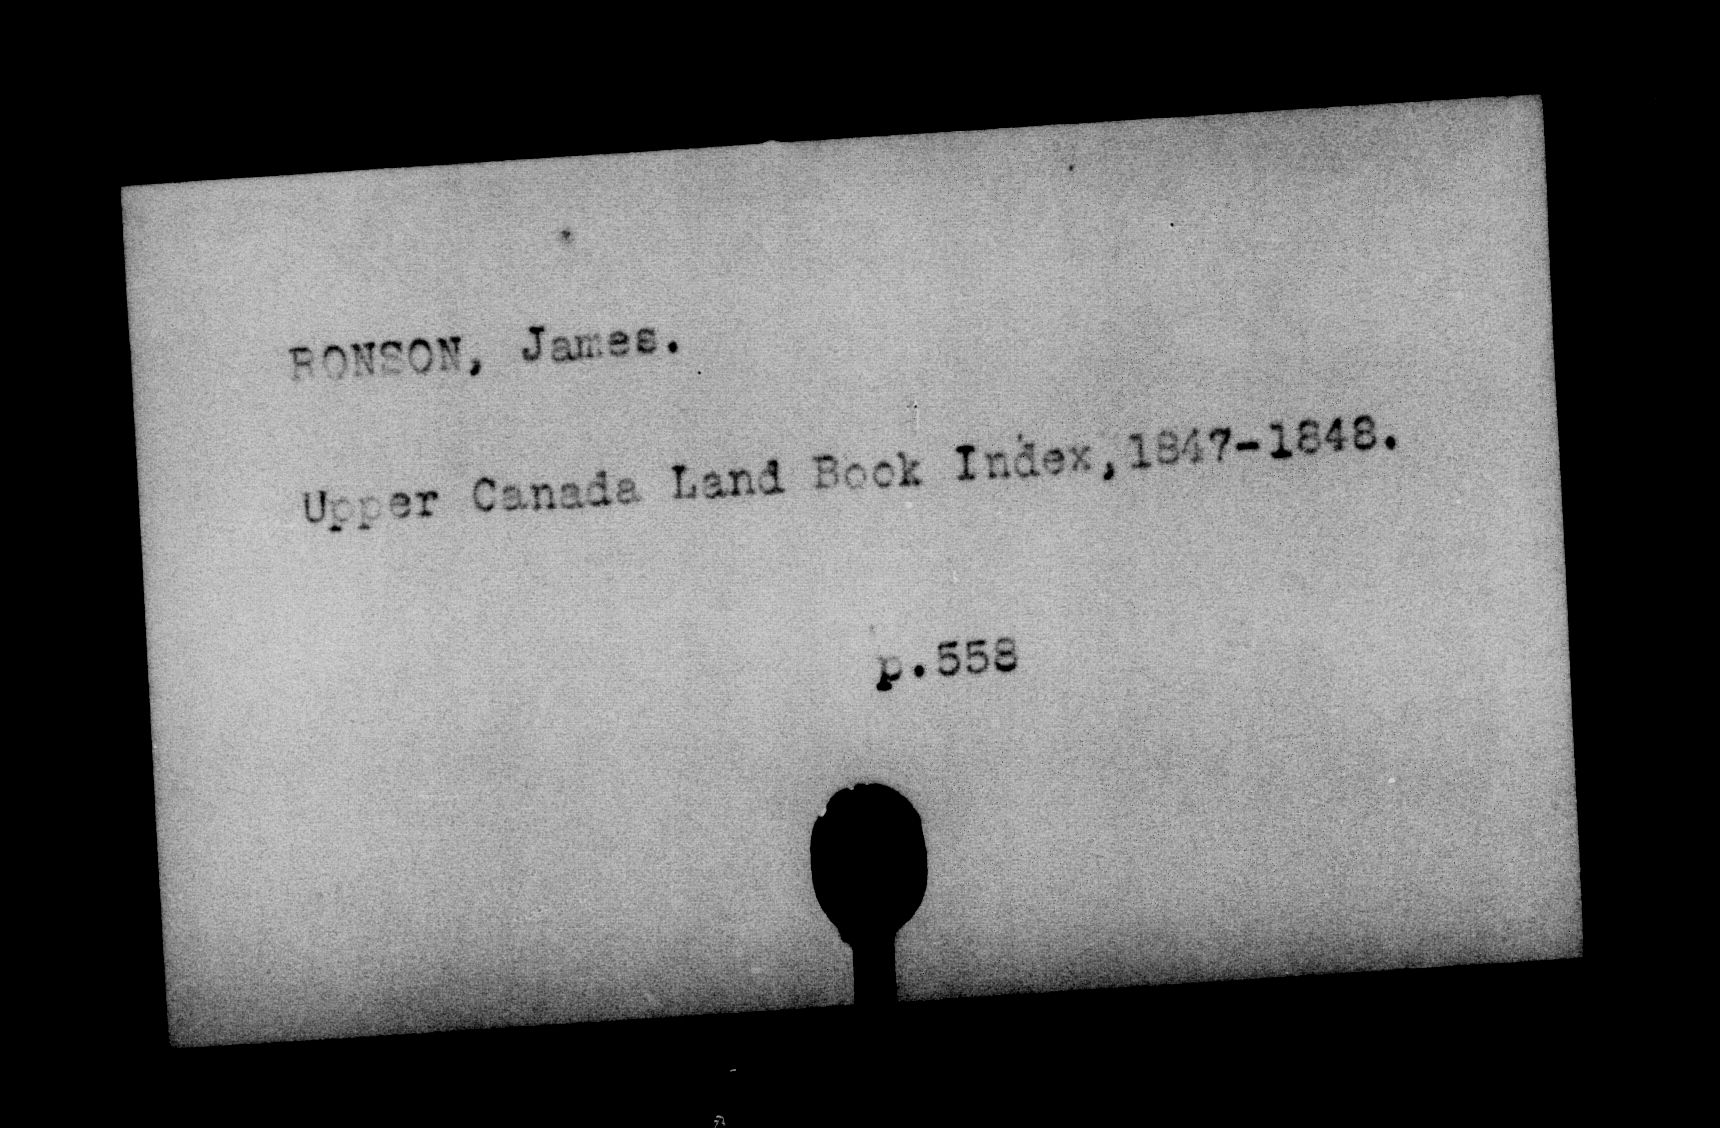 RONSON, James.
Upper Canada Land Book Index,1847-1848.
p.558